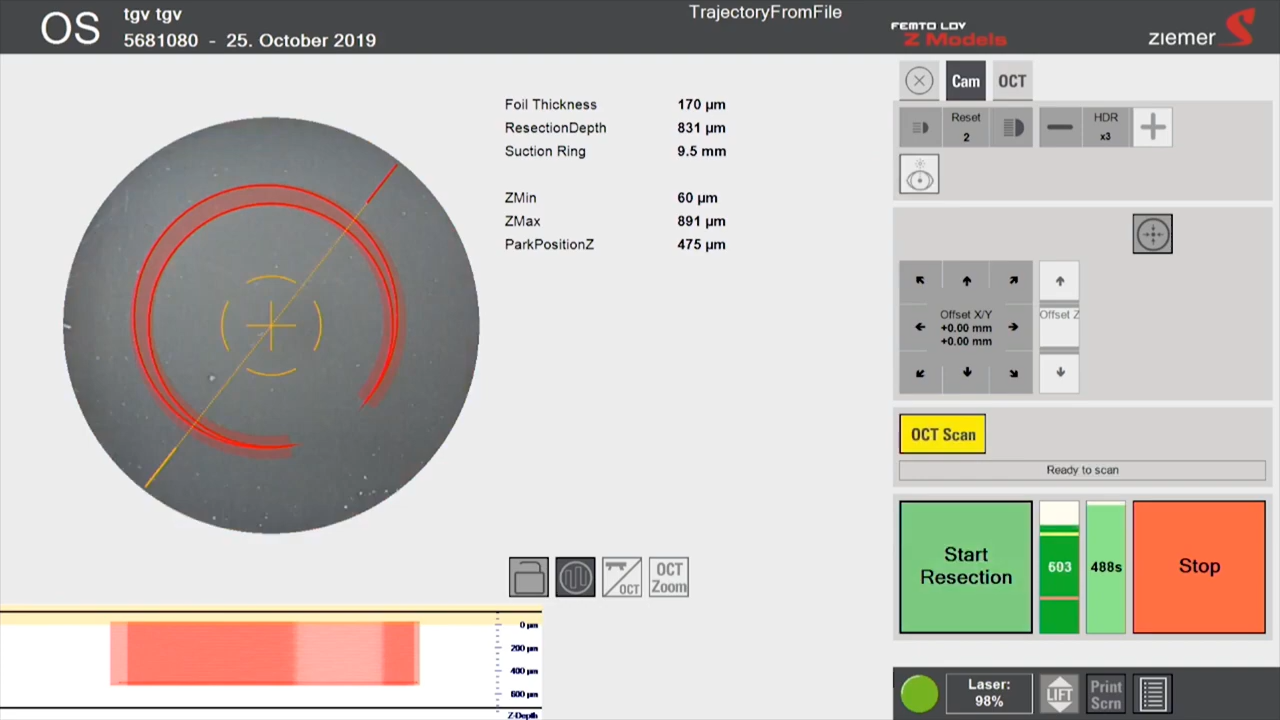 OS
tgv tgv
5681080 - 25. October 2019
TrajectoryFromFile
FEMTO LDV
Z Models
zıemer
Foil Thickness 170 µm
ResectionDepth 831 µm
Suction Ring 9.5 mm
ZMin 60 µm
ZMax 891 µm
ParkPositionZ 475 µm
Cam
OCT
Reset
2
HDR
x3
Offset X/Y
+0.00 mm
+0.00 mm
Offset Z
OCT Scan
Ready to scan
Start
Resection
603
488s
Stop
OCT
OCT
Zoom
0 µm
200 µm
400 µm
600 µm
Z-Depth
Laser:
98%
LIFT
Print
Scrn